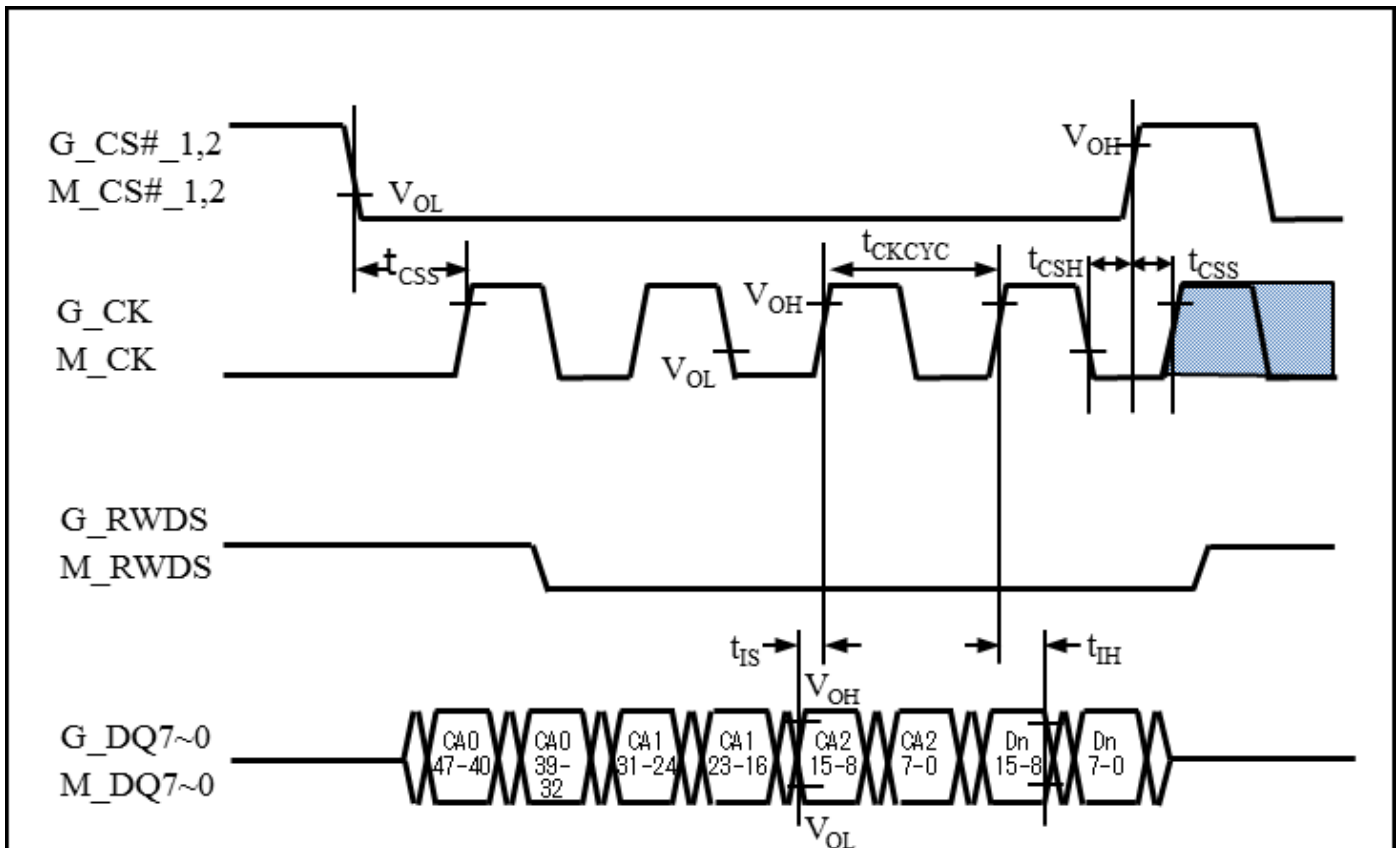 G_CS#_1,2
M_CS#_1,2
VOL
VOH
tCSS
tCKCYC
tCSH
tCSS
G_CK
M_CK
VOH
VOL
G_RWDS
M_RWDS
tIS
tIH
VOH
G_DQ7~0
M_DQ7~0
CA0
47-40
CA0
39-
32
CA1
31-24
CA1
23-16
CA2
15-8
CA2
7-0
Dn
15-8
Dn
7-0
VOL